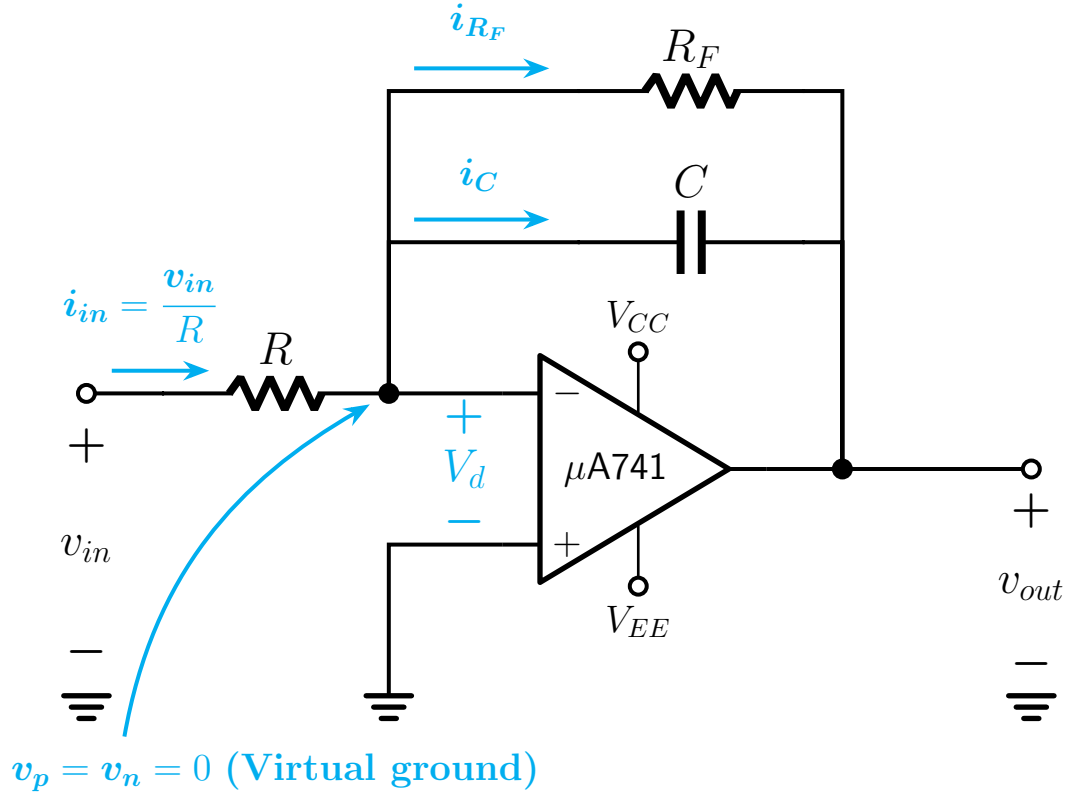 i_{R_F}
R_F
i_C
C
i_{in} = \frac{v_{in}}{R}
R
V_{CC}
+
−
+
V_d
μA741
−
+
+
v_{in}
v_{out}
V_{EE}
−
−
v_p = v_n = 0 (Virtual ground)